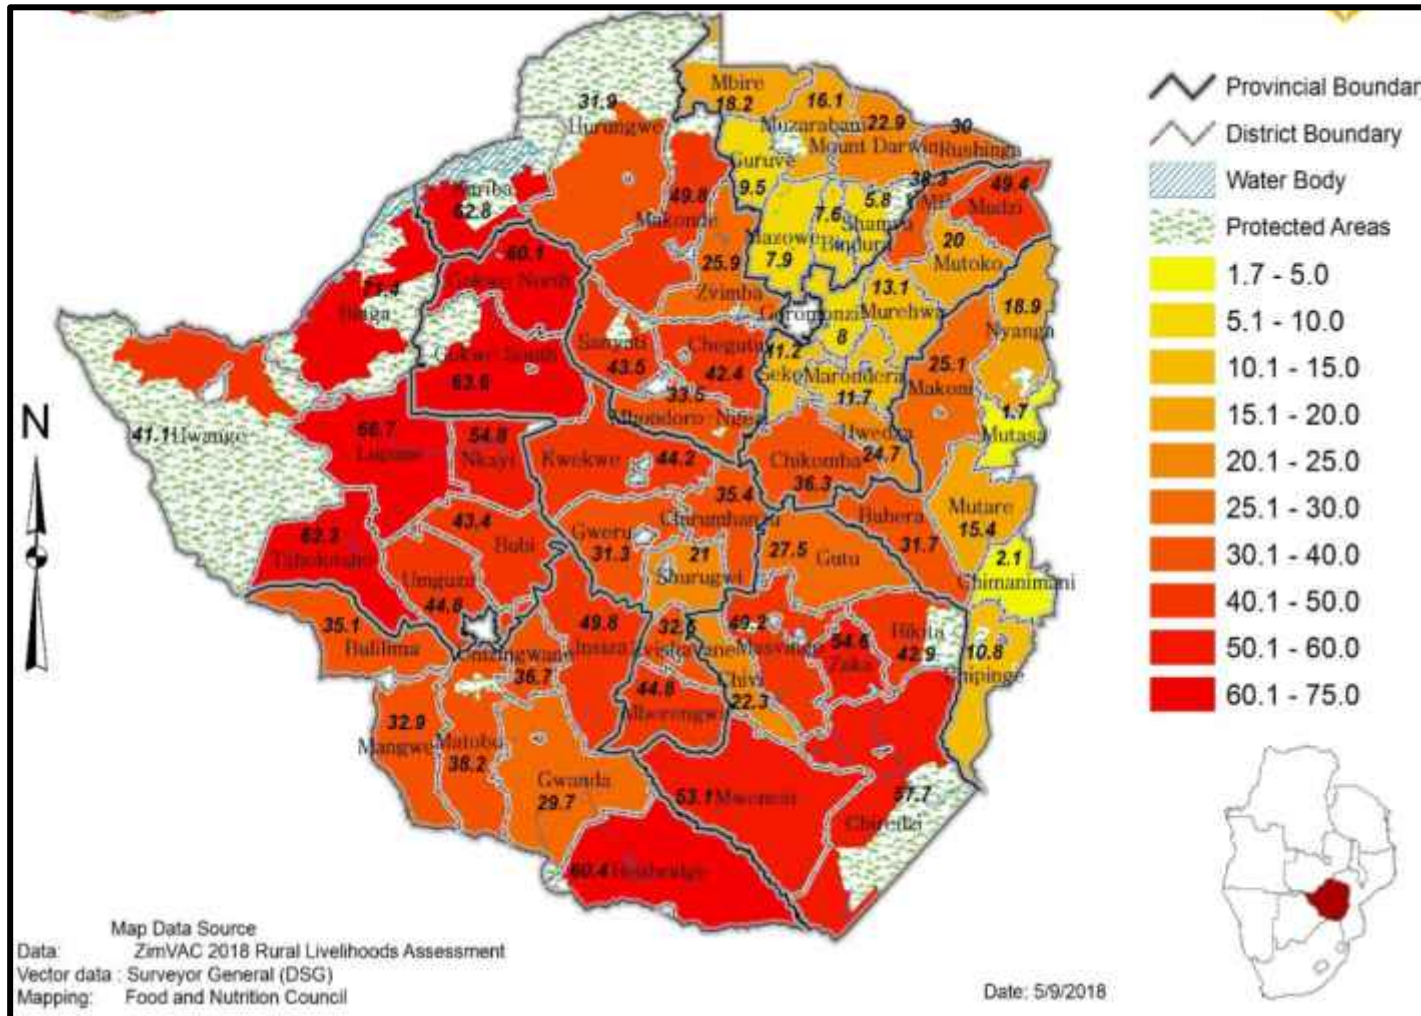 Mbire
18.2
16.1
Muzarabani
22.9
Mount Darwin
30
Rushinga
31.9
Hurungwe
Guruve
9.5
5.8
Shamva
38.3
49.4
Mudzi
Kariba
62.8
49.8
Makonde
7.6
Bindura
Mazowe
7.9
20
Mutoko
60.1
Gokwe North
25.9
Zvimba
13.1
Murehwa
18.9
Nyanga
71.4
Binga
Goromonzi
8
Sanyati
43.5
Chegutu
42.4
11.2
Seke
Marondera
11.7
25.1
Makoni
Gokwe South
63.6
33.5
Mhondoro-Ngezi
1.7
Mutasa
41.1 Hwange
66.7
Lupane
54.8
Nkayi
Kwekwe
44.2
Hwedza
24.7
Chikomba
36.3
35.4
Chirumhanzu
Mutare
15.4
43.4
Bubi
Gweru
31.3
Buhera
31.7
63.3
Tsholotsho
21
Shurugwi
27.5
Gutu
2.1
Chimanimani
Umguza
44.6
35.1
Bulilima
Umzingwane
36.7
49.8
Insiza
32.6
Zvishavane
49.2
Masvingo
54.6
Zaka
Bikita
42.9
10.8
Chipinge
Chivi
22.3
44.8
Mberengwa
32.9
Mangwe
Matobo
38.2
Gwanda
29.7
53.1 Mwenezi
57.7
Chiredzi
60.4 Beitbridge
N
Provincial Boundar
District Boundary
Water Body
Protected Areas
1.7 - 5.0
5.1 - 10.0
10.1 - 15.0
15.1 - 20.0
20.1 - 25.0
25.1 - 30.0
30.1 - 40.0
40.1 - 50.0
50.1 - 60.0
60.1 - 75.0
Map Data Source
Data: ZimVAC 2018 Rural Livelihoods Assessment
Vector data : Surveyor General (DSG)
Mapping: Food and Nutrition Council
Date: 5/9/2018